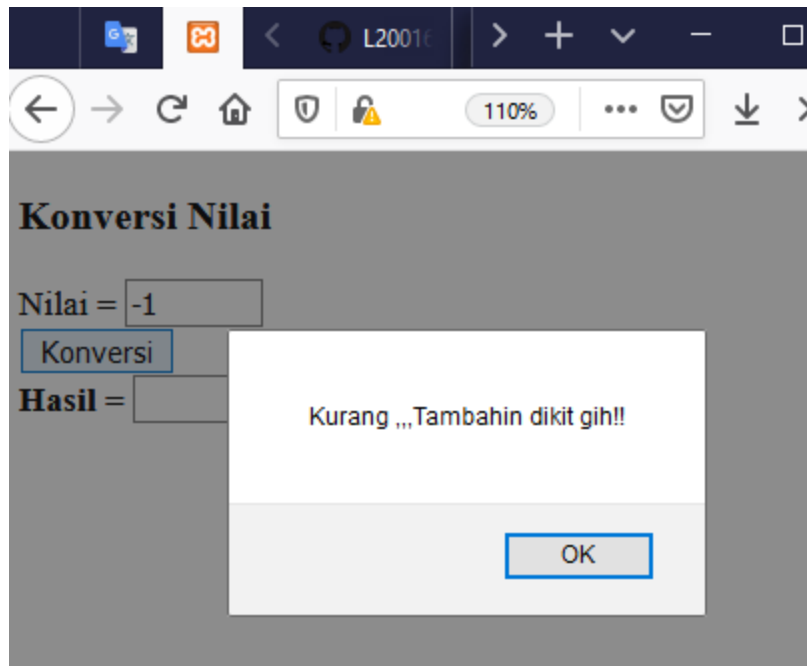 L20016
110%
Konversi Nilai
Nilai = -1
Konversi
Hasil =
Kurang ,,,Tambahin dikit gih!!
OK